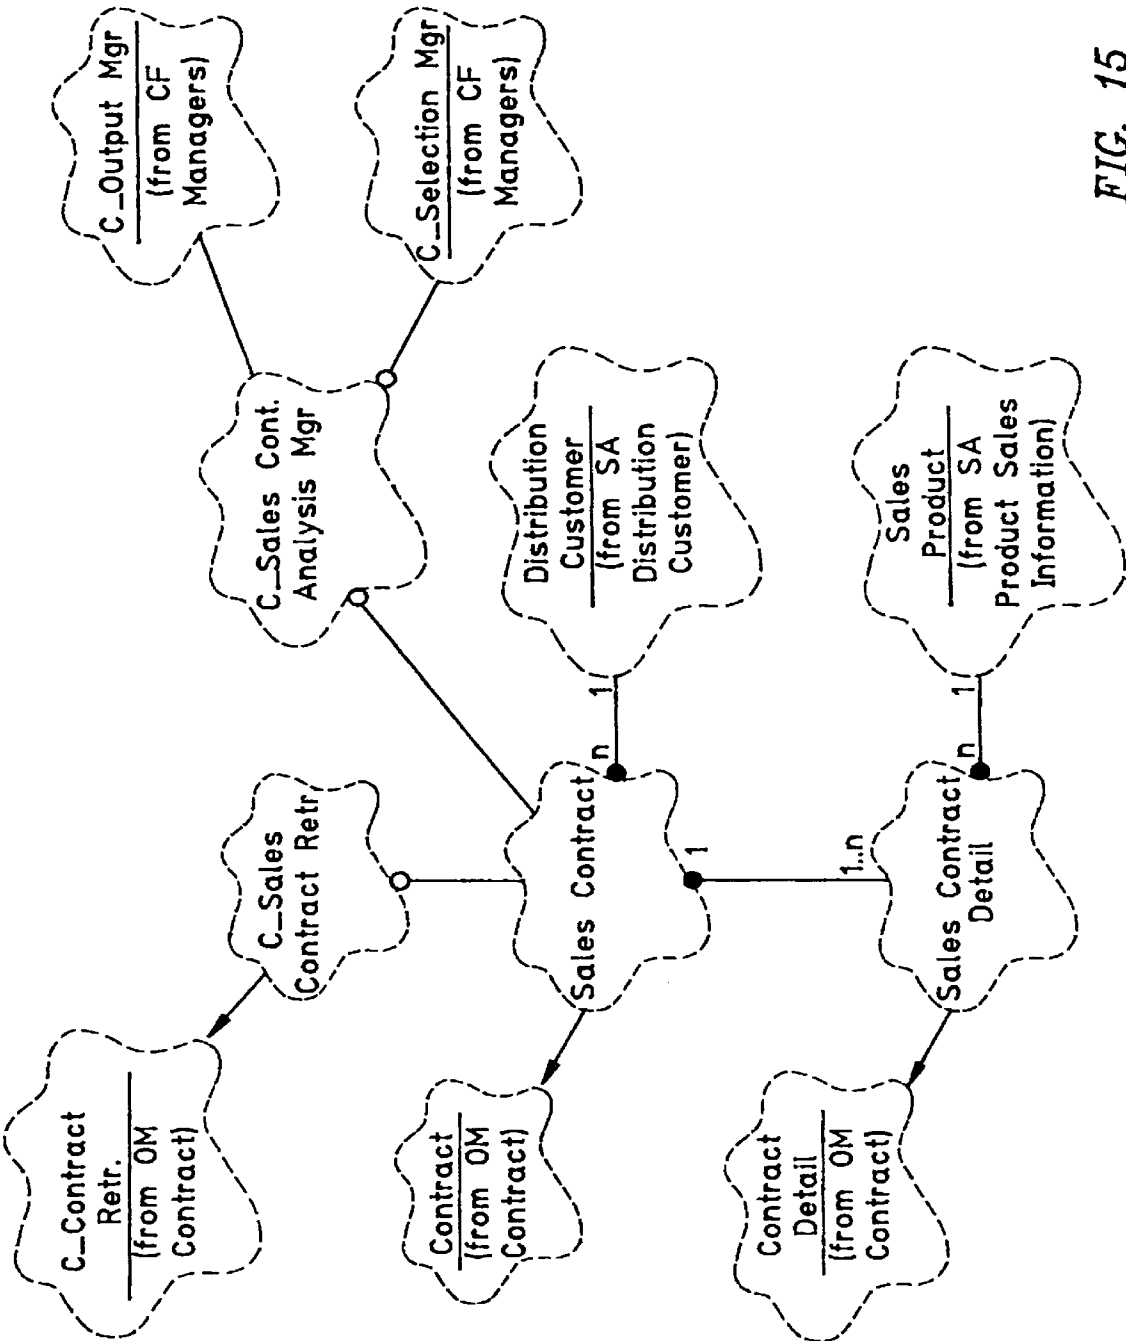 C_Contract
Retr.
(from OM
Contract)
C_Sales
Contract Retr
C_Sales Cont.
Analysis Mgr
C_Output Mgr
(from CF
Managers)
C_Selection Mgr
(from CF
Managers)
Contract
(from OM
Contract)
Sales Contract
n
1
Distribution
Customer
(from SA
Distribution
Customer)
1
1..n
Contract
Detail
(from OM
Contract)
Sales Contract
Detail
n
1
Sales
Product
(from SA
Product Sales
Information)
FIG. 15